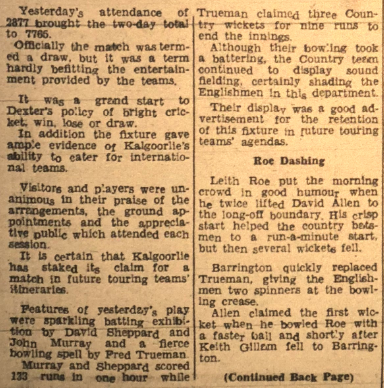 Yesterday's attendance of
2877 brought the two-day total
to 7765.
Officially the match was term-
ed a draw, but it was a term
hardly befitting the entertain-
ment provided by the teams.
It was a grand start to
Dexter's policy of bright cric-
ket, win, lose or draw.
In addition the fixture gave
ample evidence of Kalgoorlie's
ability to cater for internatio-
nal teams.
Visitors and players were un-
animous in their praise of the
arrangements, the ground ap-
pointments and the apprecia-
tive public which attended each
session.
It is certain that Kalgoorlie
has staked its claim for a
match in future touring teams'
itineraries.
Features of yesterday's play
were sparkling batting exhibi-
tion by David Sheppard and
John Murray and a fierce
bowling spell by Fred Trueman.
Murray and Sheppard scored
123 runs in one hour while
Trueman claimed three Coun-
try wickets for nine runs to
end the innings.
Although their bowling took
a battering, the Country team
continued to display sound
fielding, certainly shading the
Englishmen in this department.
Their display was a good ad-
vertisement for the retention
of this fixture in future touring
teams' agendas.
Roe Dashing
Leith Roe put the morning
crowd in good humour when
he twice lifted David Allen to
the long-off boundary. His crisp
start helped the country bats-
men to a run-a-minute start,
but then several wickets fell.
Barrington quickly replaced
Trueman, giving the English-
men two spinners at the bowl-
ing crease.
Allen claimed the first wic-
ket when he bowled Roe with
a faster ball and shortly after
Keith Gillam fell to Barring-
ton.
(Continued Back Page)